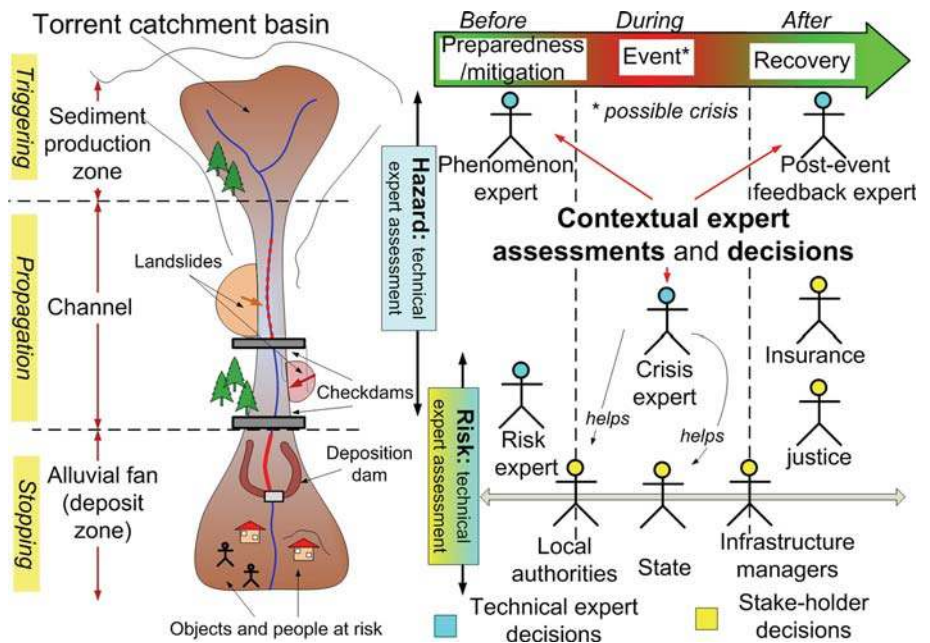 Torrent catchment basin
Triggering
Sediment
production
zone
Propagation
Channel
Landslides
Checkdams
Stopping
Alluvial fan
(deposit
zone)
Deposition
dam
Objects and people at risk
Hazard: technical
expert assessment
Risk: technical
expert assessment
Before
During
After
Preparedness
/mitigation
Event*
Recovery
* possible crisis
Phenomenon
expert
Post-event
feedback expert
Contextual expert
assessments and decisions
Crisis
expert
Insurance
justice
Risk
expert
helps
helps
Local
authorities
State
Infrastructure
managers
Technical expert
decisions
Stake-holder
decisions